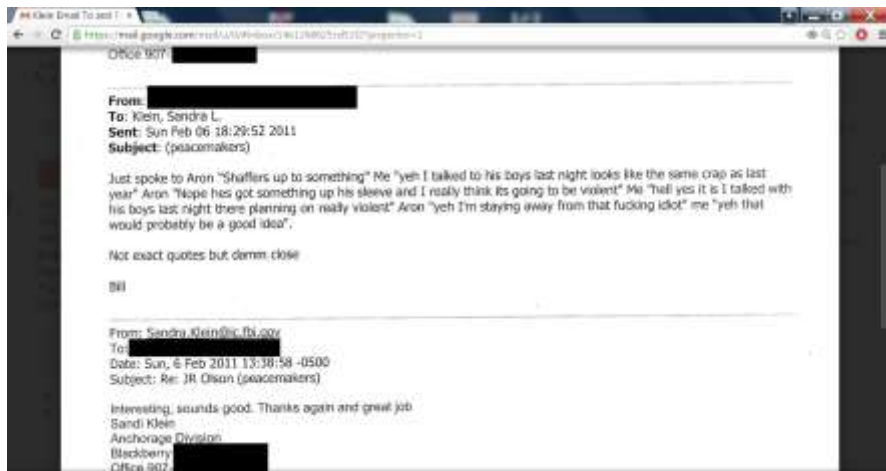 Office 907-
From:
To: Klein, Sandra L.
Sent: Sun Feb 06 18:29:52 2011
Subject: (peacemakers)
Just spoke to Aron "Shaffers up to something" Me "yeh I talked to his boys last night looks like the same crap as last
year" Aron "Nope hes got something up his sleeve and I really think its going to be violent" Me "hell yes it is I talked with
his boys last night there planning on really violent" Aron "yeh I'm staying away from that fucking idiot" me "yeh that
would probably be a good idea".
Not exact quotes but damm close
Bill
From: Sandra.Klein@ic.fbi.gov
To:
Date: Sun, 6 Feb 2011 13:38:58 -0500
Subject: Re: JR Olson (peacemakers)
Interesting, sounds good. Thanks again and great job
Sandi Klein
Anchorage Division
Blackberry
Office 907-